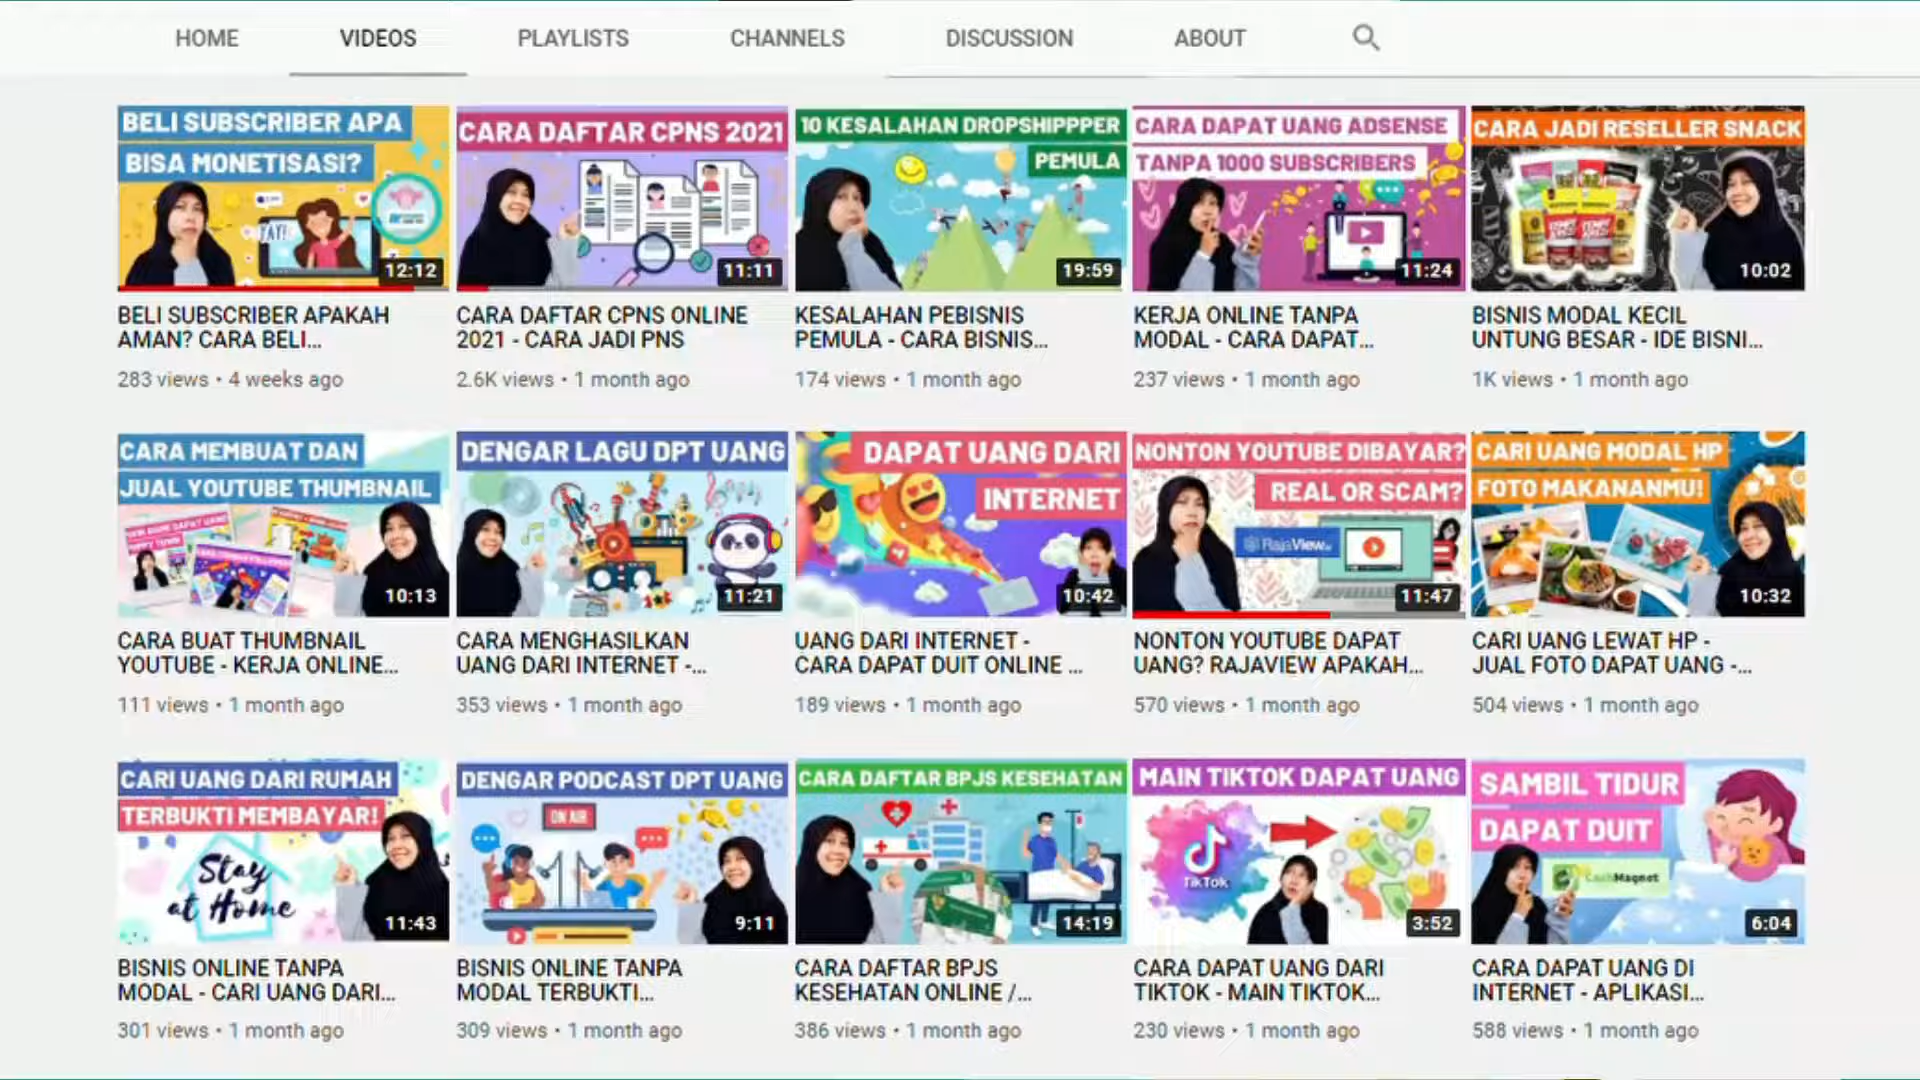 HOME
VIDEOS
PLAYLISTS
CHANNELS
DISCUSSION
ABOUT
BELI SUBSCRIBER APA
BISA MONETISASI?
YAY!
12:12
BELI SUBSCRIBER APAKAH
AMAN? CARA BELI...
283 views • 4 weeks ago
CARA DAFTAR CPNS 2021
11:11
CARA DAFTAR CPNS ONLINE
2021 - CARA JADI PNS
2.6K views • 1 month ago
10 KESALAHAN DROPSHIPPPER
PEMULA
19:59
KESALAHAN PEBISNIS
PEMULA - CARA BISNIS...
174 views • 1 month ago
CARA DAPAT UANG ADSENSE
TANPA 1000 SUBSCRIBERS
11:24
KERJA ONLINE TANPA
MODAL - CARA DAPAT...
237 views • 1 month ago
CARA JADI RESELLER SNACK
10:02
BISNIS MODAL KECIL
UNTUNG BESAR - IDE BISNI...
1K views • 1 month ago
CARA MEMBUAT DAN
JUAL YOUTUBE THUMBNAIL
10:13
CARA BUAT THUMBNAIL
YOUTUBE - KERJA ONLINE...
111 views • 1 month ago
DENGAR LAGU DPT UANG
11:21
CARA MENGHASILKAN
UANG DARI INTERNET -...
353 views • 1 month ago
DAPAT UANG DARI
INTERNET
10:42
UANG DARI INTERNET -
CARA DAPAT DUIT ONLINE ...
189 views • 1 month ago
NONTON YOUTUBE DIBAYAR?
REAL OR SCAM?
RajaView
11:47
NONTON YOUTUBE DAPAT
UANG? RAJAVIEW APAKAH...
570 views • 1 month ago
CARI UANG MODAL HP
FOTO MAKANANMU!
10:32
CARI UANG LEWAT HP -
JUAL FOTO DAPAT UANG -...
504 views • 1 month ago
CARI UANG DARI RUMAH
TERBUKTI MEMBAYAR!
Stay
at Home
11:43
BISNIS ONLINE TANPA
MODAL - CARI UANG DARI...
301 views • 1 month ago
DENGAR PODCAST DPT UANG
ON AIR
9:11
BISNIS ONLINE TANPA
MODAL TERBUKTI...
309 views • 1 month ago
CARA DAFTAR BPJS KESEHATAN
14:19
CARA DAFTAR BPJS
KESEHATAN ONLINE /...
386 views • 1 month ago
MAIN TIKTOK DAPAT UANG
TikTok
3:52
CARA DAPAT UANG DARI
TIKTOK - MAIN TIKTOK...
230 views • 1 month ago
SAMBIL TIDUR
DAPAT DUIT
CashMagnet
6:04
CARA DAPAT UANG DI
INTERNET - APLIKASI...
588 views • 1 month ago